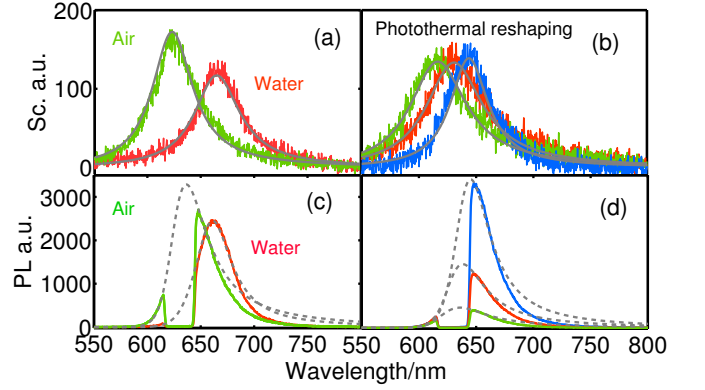 200
100
0
Sc. a.u.
Air
(a)
Water
Photothermal reshaping
(b)
3000
2000
1000
0
PL a.u.
Air
(c)
Water
(d)
550 600 650 700 750 550 600 650 700 750 800
Wavelength/nm